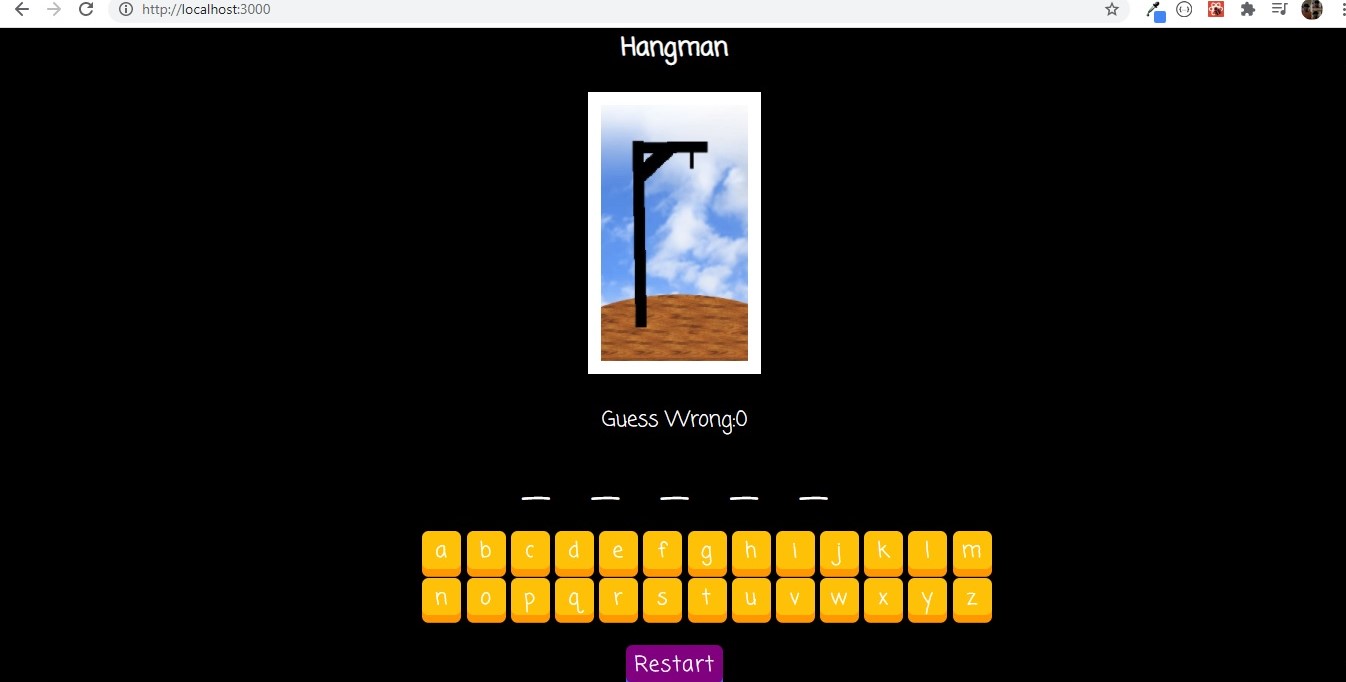 http://localhost:3000
Hangman
Guess Wrong:0
_ _ _ _ _
a b c d e f g h i j k l m
n o p q r s t u v w x y z
Restart